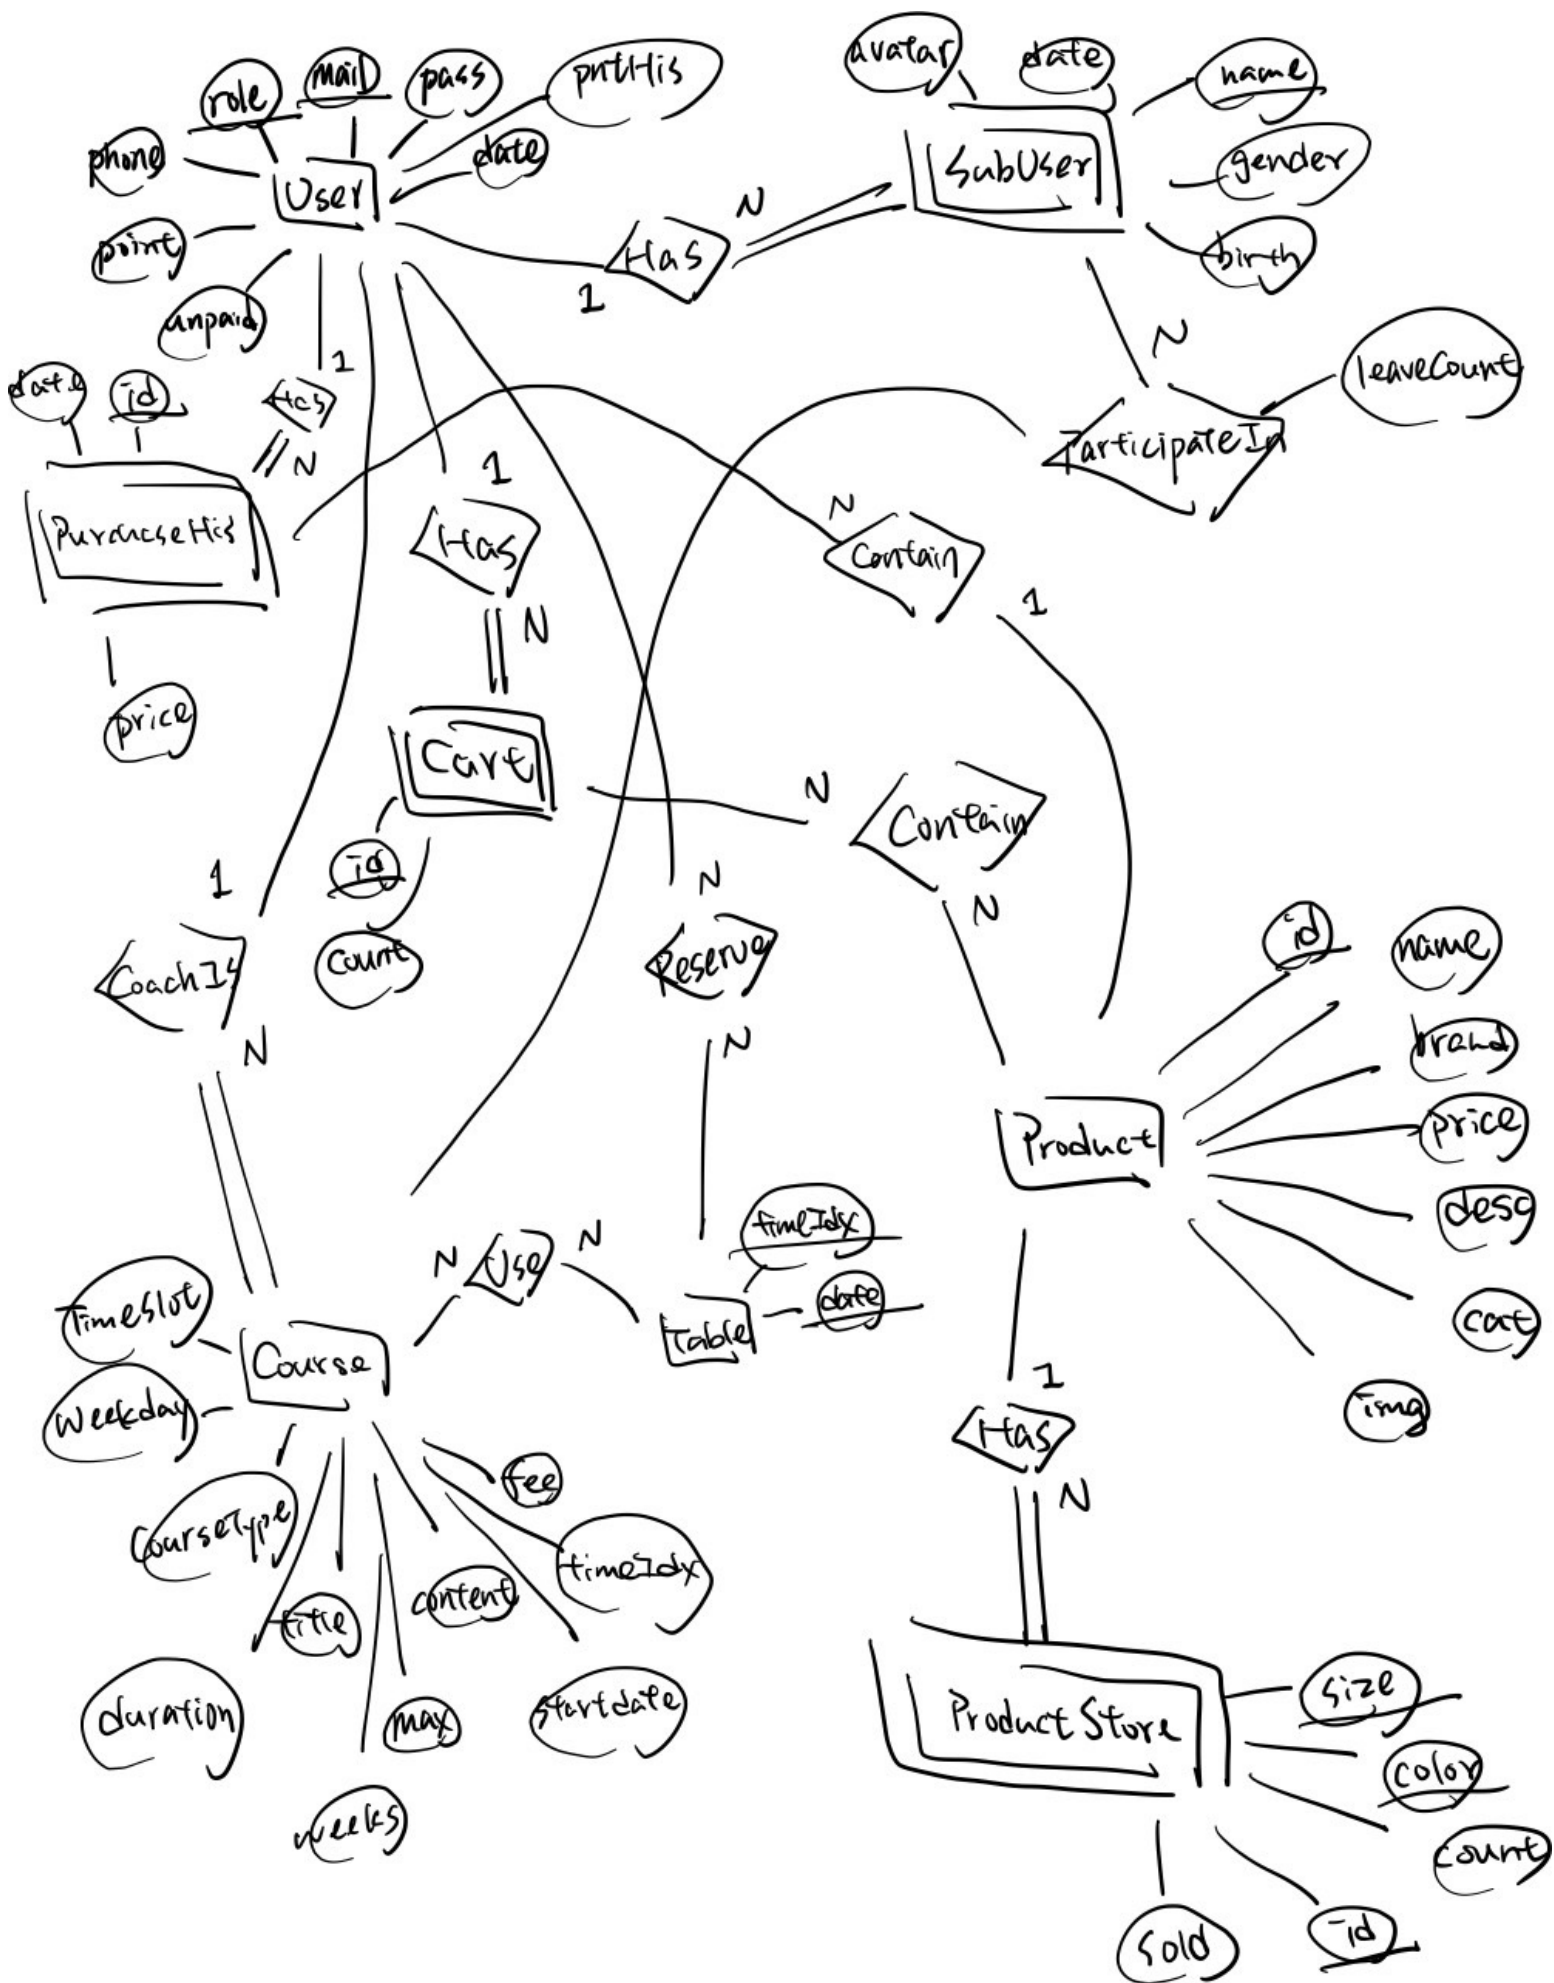 avatar
date
name
role
mail
pass
pntHis
phone
User
date
SubUser
gender
point
Has
N
birth
1
unpaid
date
id
Has
1
N
N
leaveCount
ParticipateIn
PurchaseHis
1
Has
N
N
Contain
1
price
Cart
N
Contain
N
id
count
1
CoachIs
N
N
Reserve
N
id
name
brand
Product
price
desc
cat
img
timeIdx
N
Use
N
Table
date
TimeSlot
Course
Weekday
1
Has
N
fee
CourseType
timeIdx
content
title
duration
max
startdate
weeks
ProductStore
size
color
count
sold
id